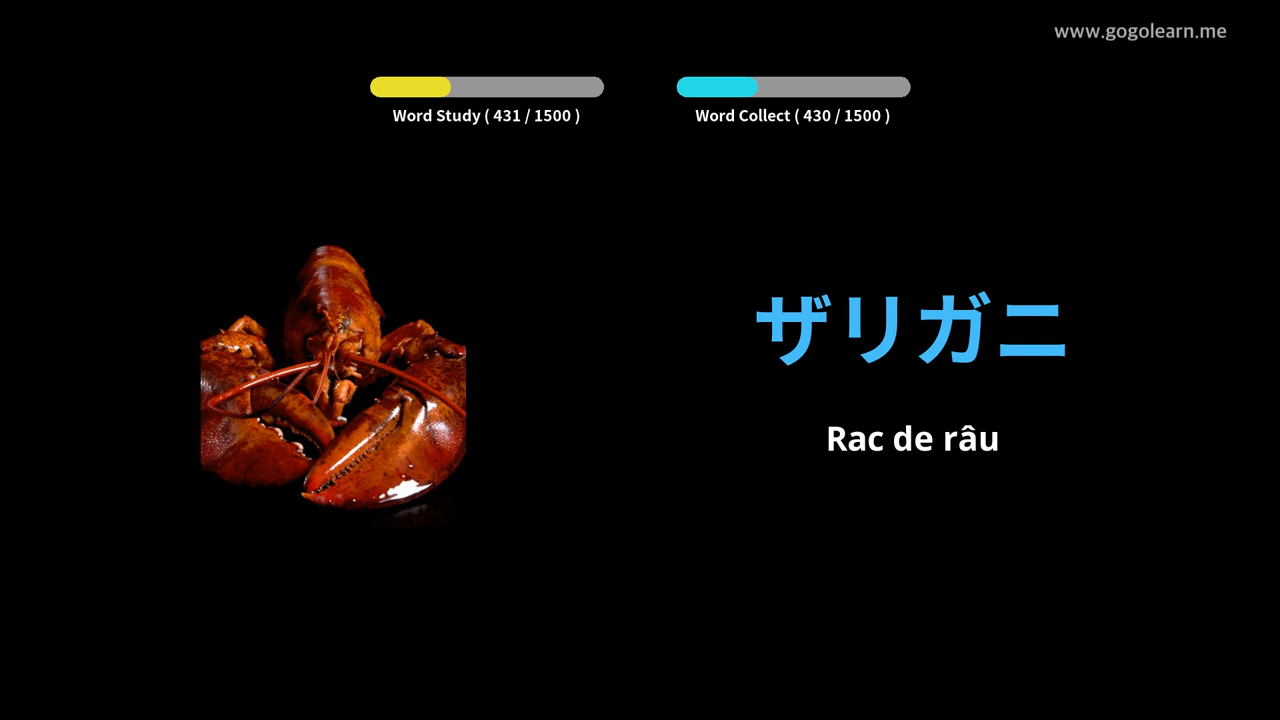 www.gogolearn.me
Word Study ( 431 / 1500 )
Word Collect ( 430 / 1500 )
ザリガニ
Rac de râu